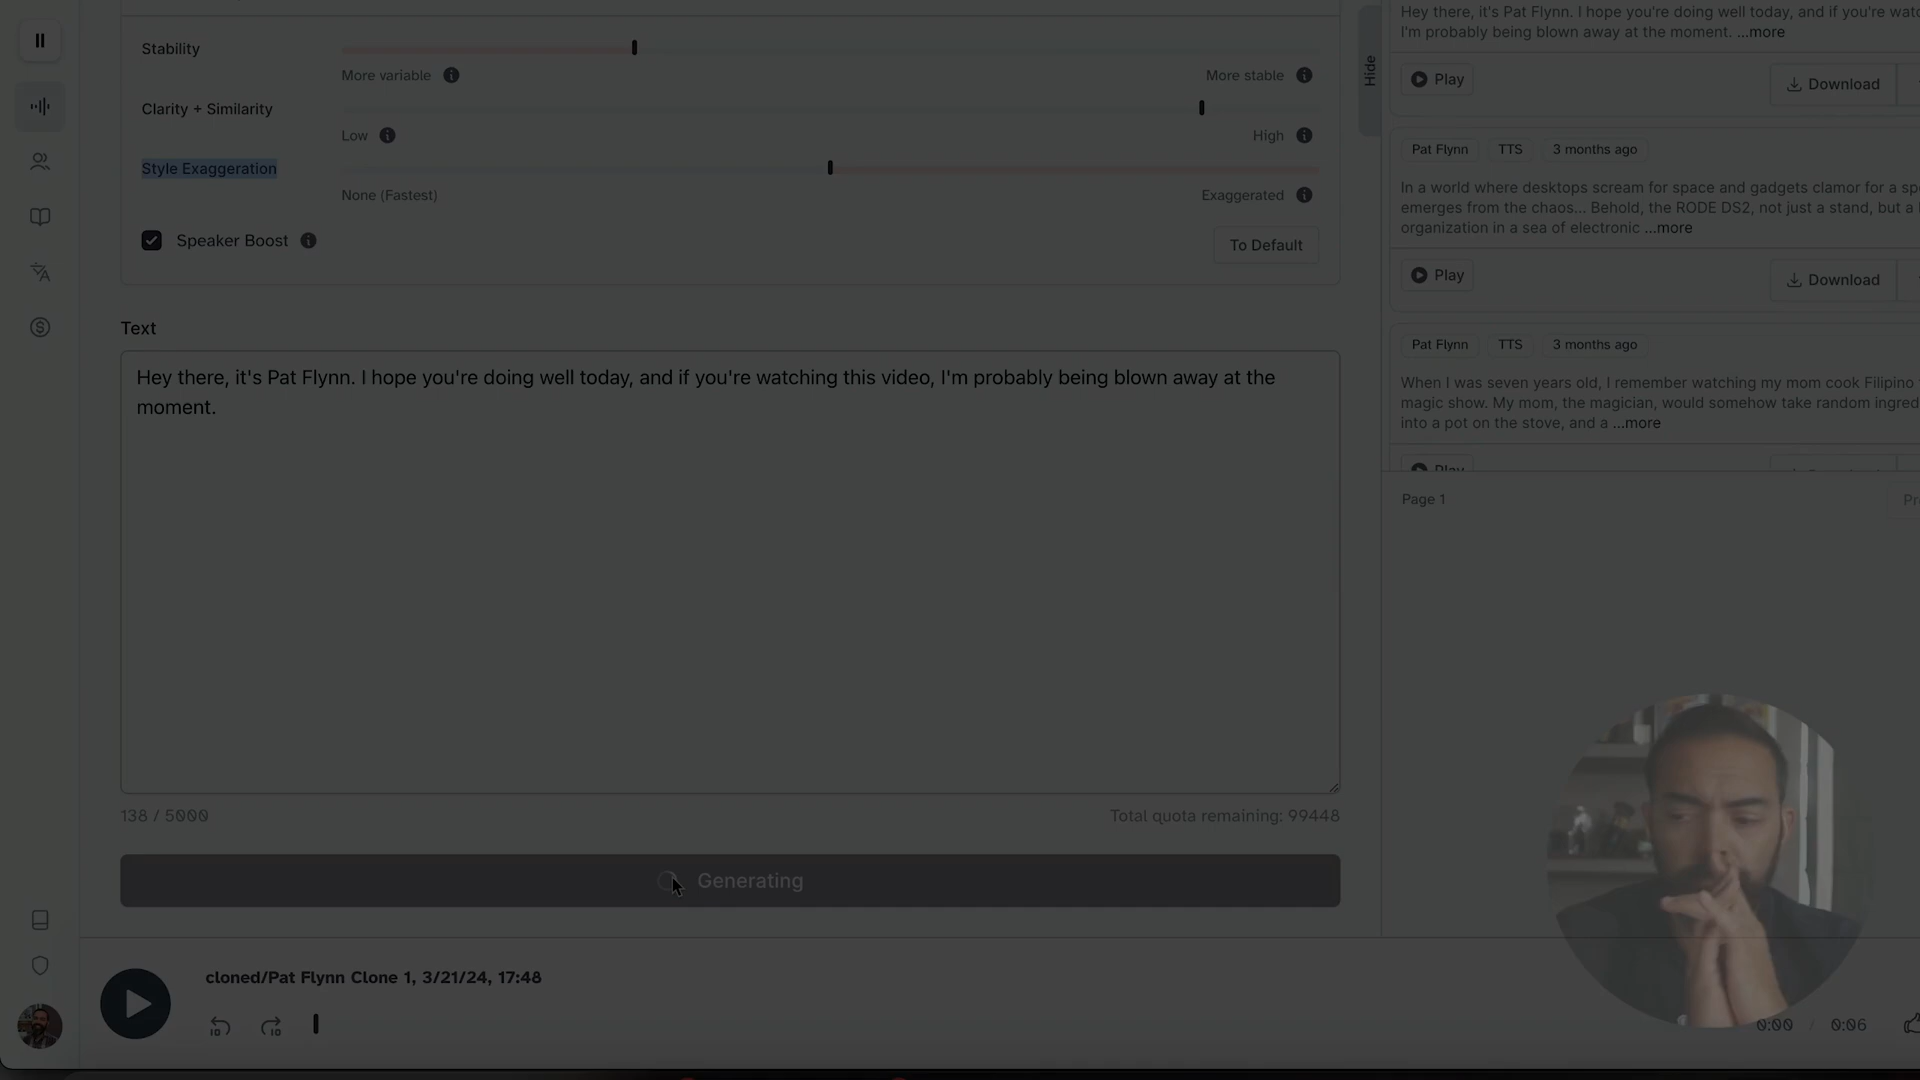 Stability
More variable
More stable
Clarity + Similarity
Low
High
Style Exaggeration
None (Fastest)
Exaggerated
Speaker Boost
To Default
Text
Hey there, it's Pat Flynn. I hope you're doing well today, and if you're watching this video, I'm probably being blown away at the
moment.
138 / 5000
Total quota remaining: 99448
Generating
cloned/Pat Flynn Clone 1, 3/21/24, 17:48
10
10
0:00 / 0:06
Hide
Hey there, it's Pat Flynn. I hope you're doing well today, and if you're
I'm probably being blown away at the moment. ...more
Play
Download
Pat Flynn
TTS
3 months ago
In a world where desktops scream for space and gadgets clamor for a
emerges from the chaos... Behold, the RODE DS2, not just a stand, but a
organization in a sea of electronic ...more
Play
Download
Pat Flynn
TTS
3 months ago
When I was seven years old, I remember watching my mom cook Filipino
magic show. My mom, the magician, would somehow take random
into a pot on the stove, and a ...more
Play
Page 1